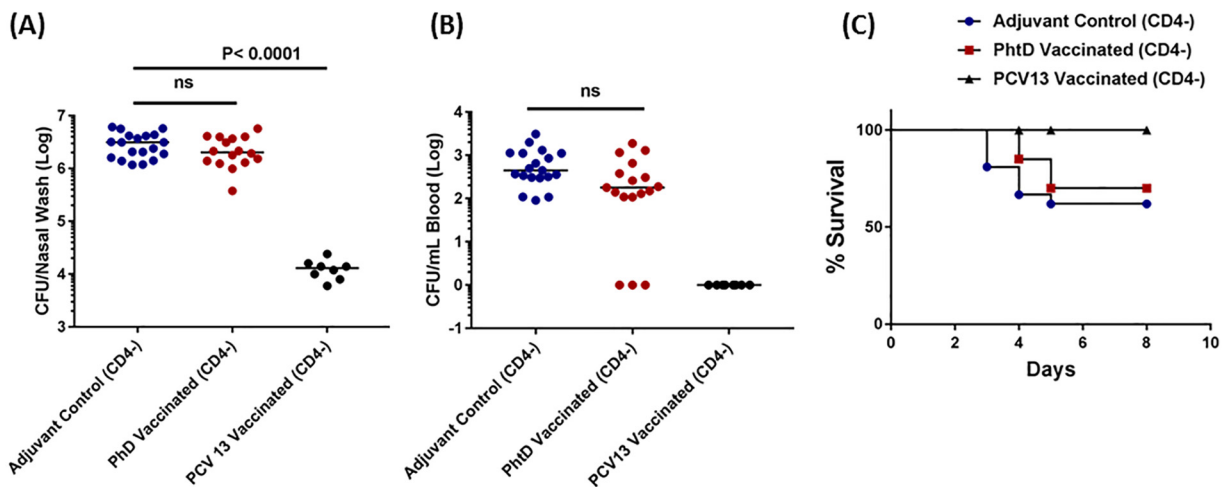 (A)
P< 0.0001
ns
CFU/Nasal Wash (Log)
7
6
5
4
3
Adjuvant Control (CD4-)
PhD Vaccinated (CD4-)
PCV 13 Vaccinated (CD4-)
(B)
ns
CFU/mL Blood (Log)
4
3
2
1
0
-1
Adjuvant Control (CD4-)
PhtD Vaccinated (CD4-)
PCV13 Vaccinated (CD4-)
(C)
Adjuvant Control (CD4-)
PhtD Vaccinated (CD4-)
PCV13 Vaccinated (CD4-)
% Survival
100
50
0
0 2 4 6 8 10
Days